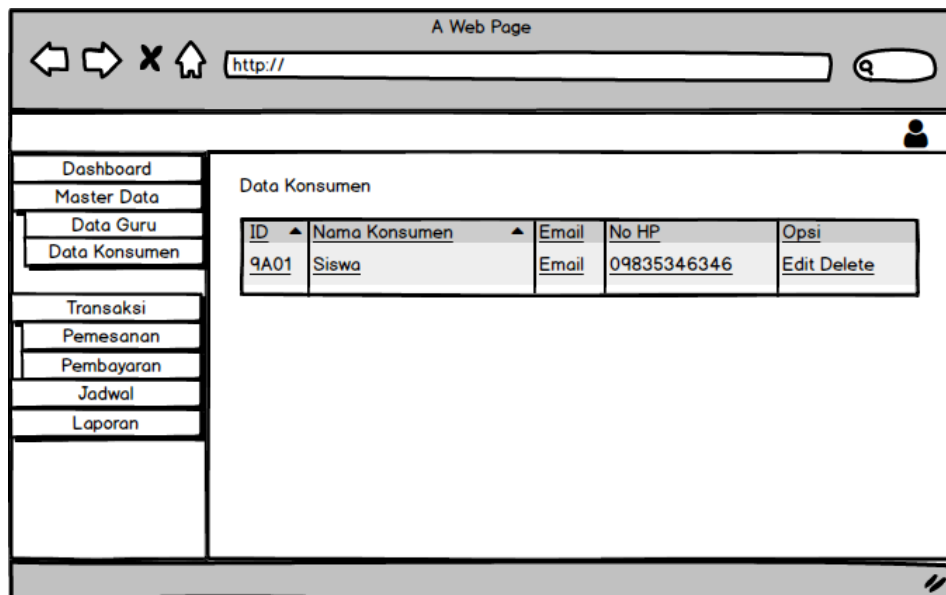 A Web Page
http://
Dashboard
Master Data
Data Guru
Data Konsumen
Transaksi
Pemesanan
Pembayaran
Jadwal
Laporan
Data Konsumen
ID Nama Konsumen Email No HP Opsi
9A01 Siswa Email 09835346346 Edit Delete